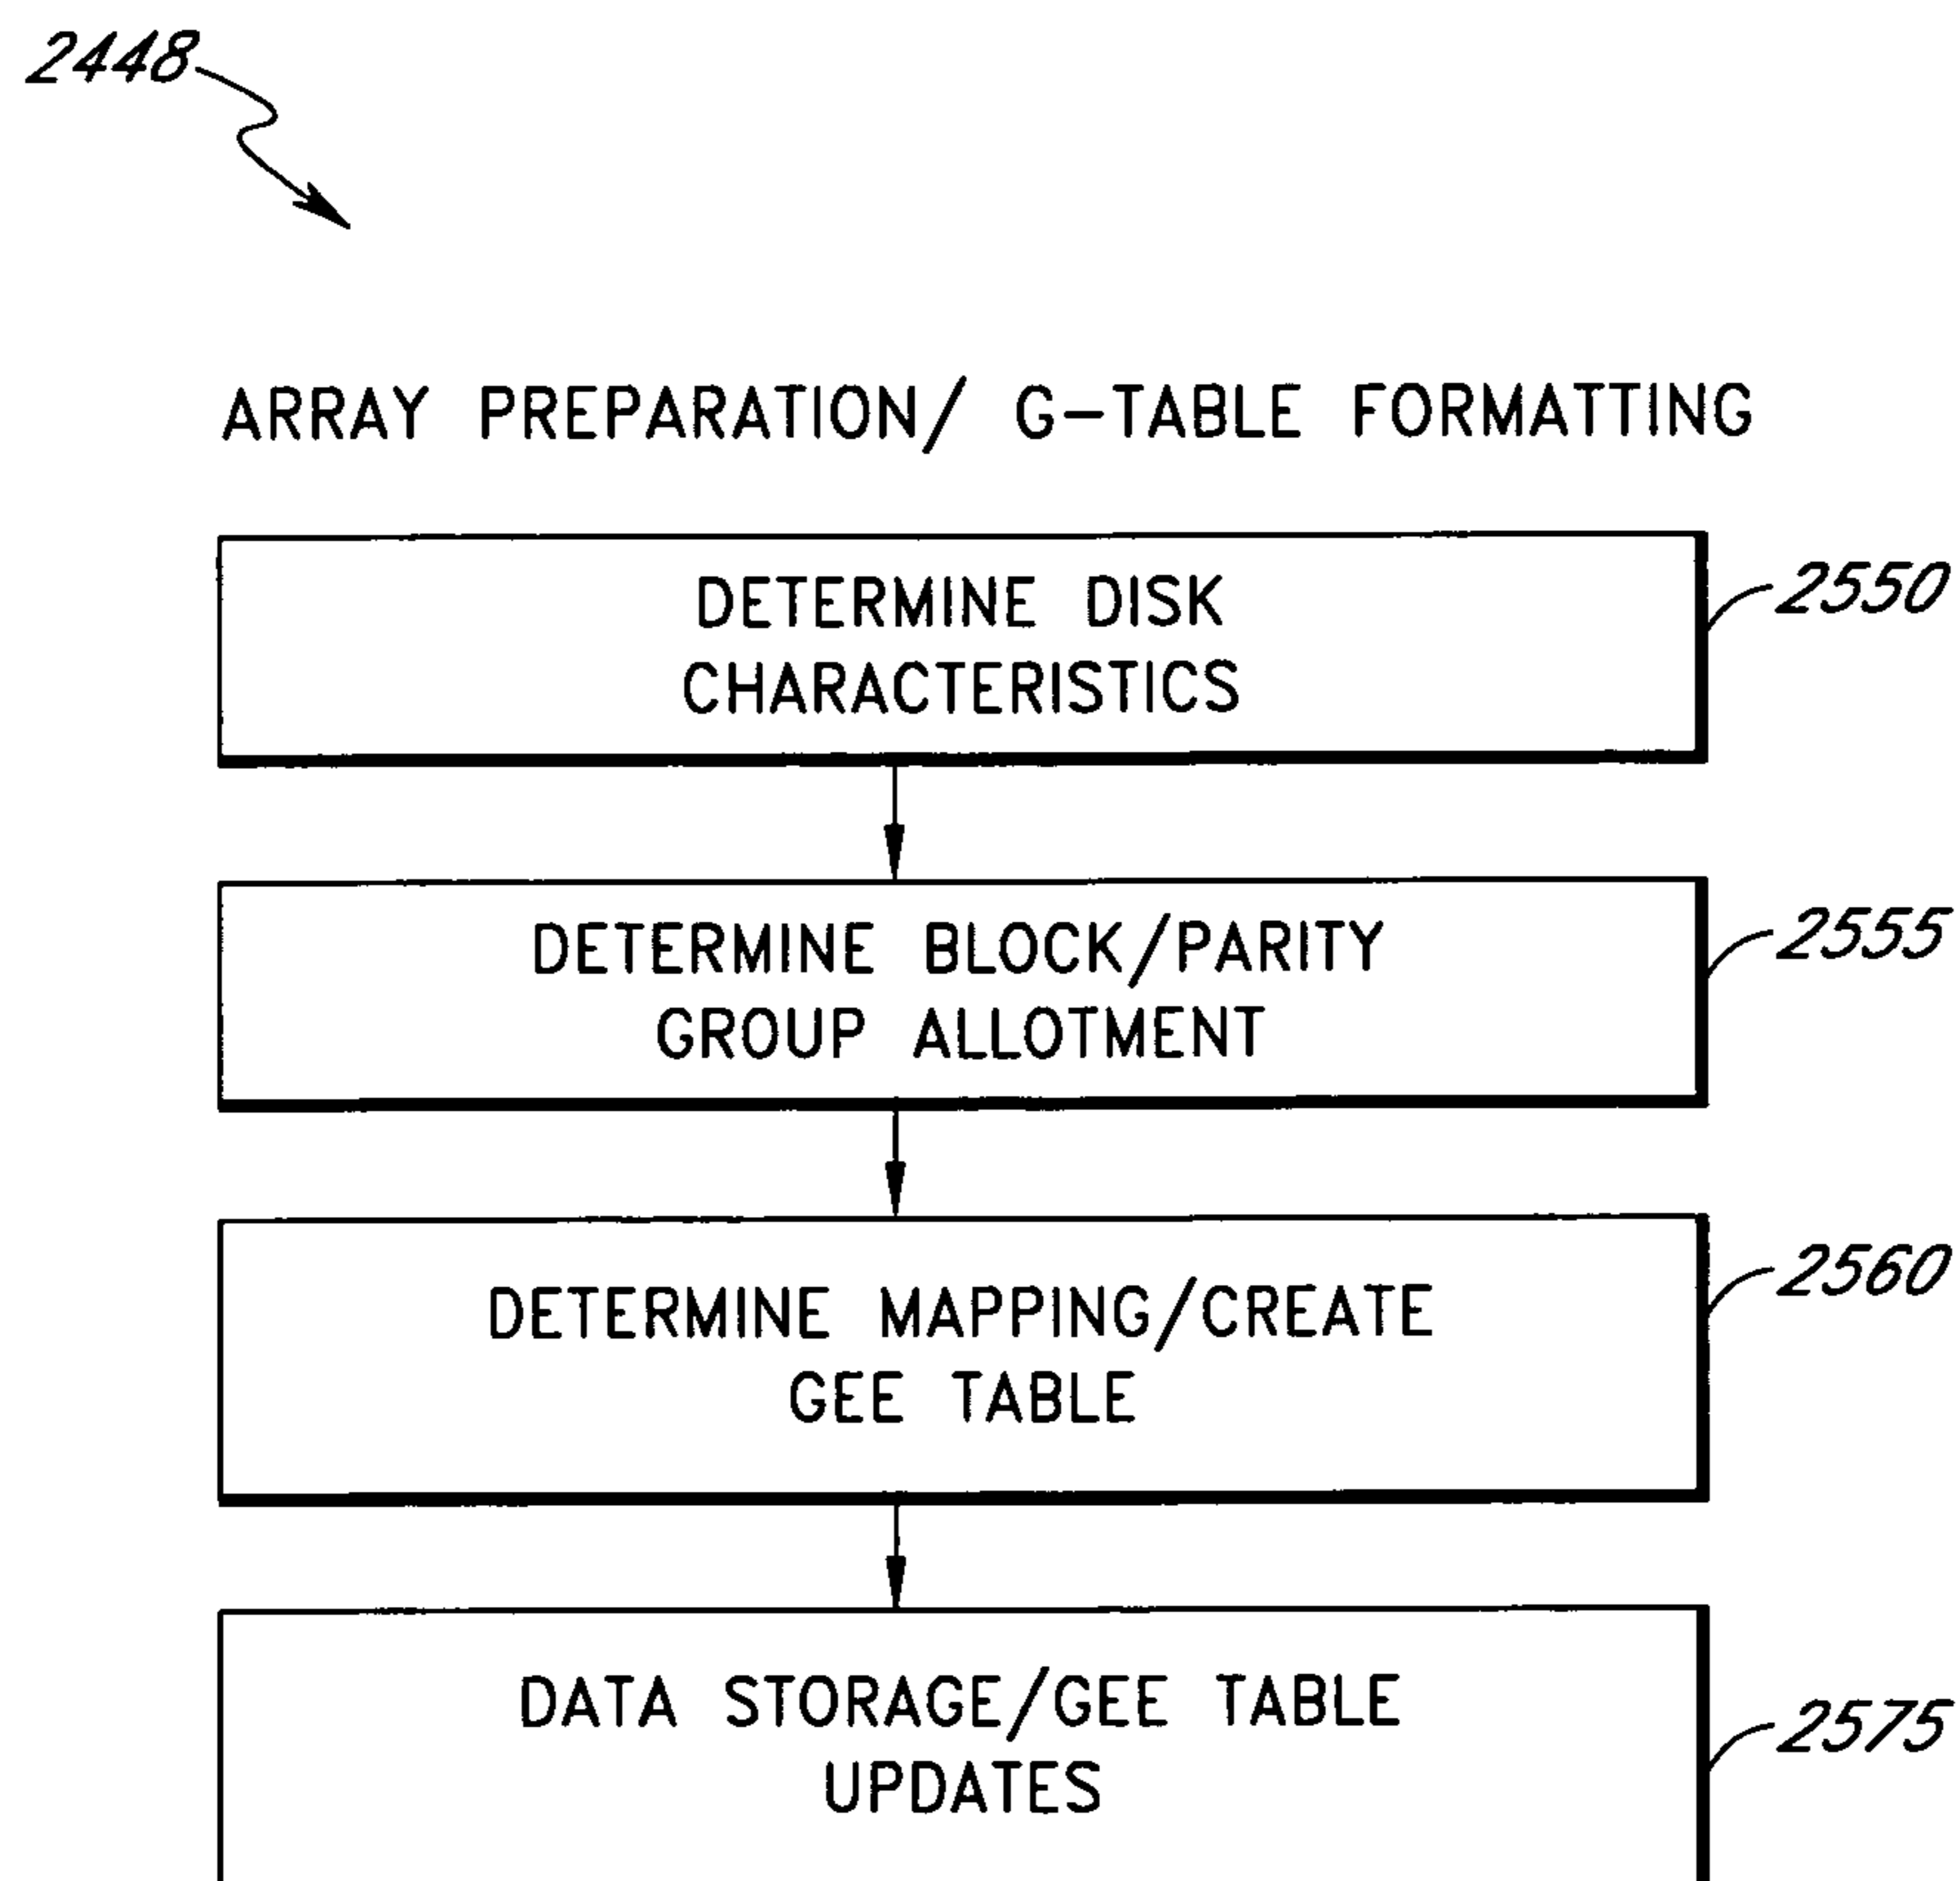 2448
ARRAY PREPARATION/ G-TABLE FORMATTING
DETERMINE DISK
CHARACTERISTICS
2550
DETERMINE BLOCK/PARITY
GROUP ALLOTMENT
2555
DETERMINE MAPPING/CREATE
GEE TABLE
2560
DATA STORAGE/GEE TABLE
UPDATES
2575